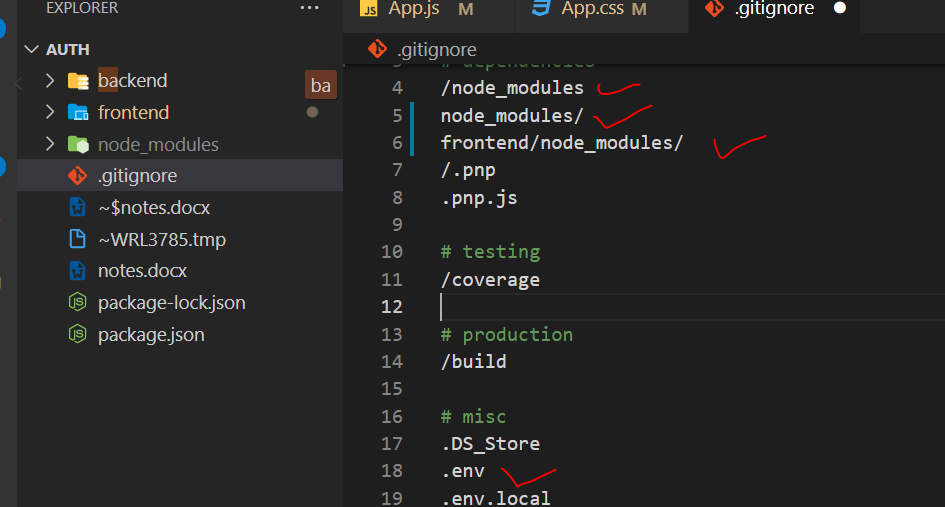 EXPLORER
...
AUTH
backend
ba
frontend
node_modules
.gitignore
~$notes.docx
~WRL3785.tmp
notes.docx
package-lock.json
package.json
JS App.js M
App.css M
.gitignore
.gitignore
3 # dependencies
4 /node_modules
5 node_modules/
6 frontend/node_modules/
7 /.pnp
8 .pnp.js
9
10 # testing
11 /coverage
12
13 # production
14 /build
15
16 # misc
17 .DS_Store
18 .env
19 .env.local